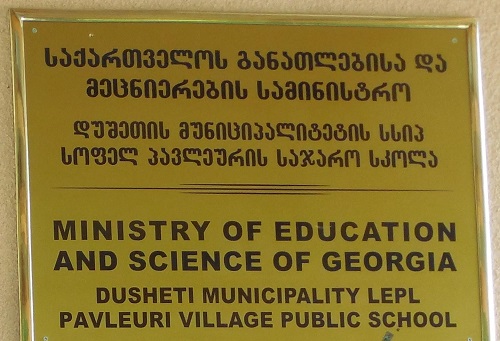 საქართველოს განათლებისა და
მეცნიერების სამინისტრო
დუშეთის მუნიციპალიტეტის სსიპ
სოფელ პავლეურის საჯარო სკოლა
MINISTRY OF EDUCATION
AND SCIENCE OF GEORGIA
DUSHETI MUNICIPALITY LEPL
PAVLEURI VILLAGE PUBLIC SCHOOL